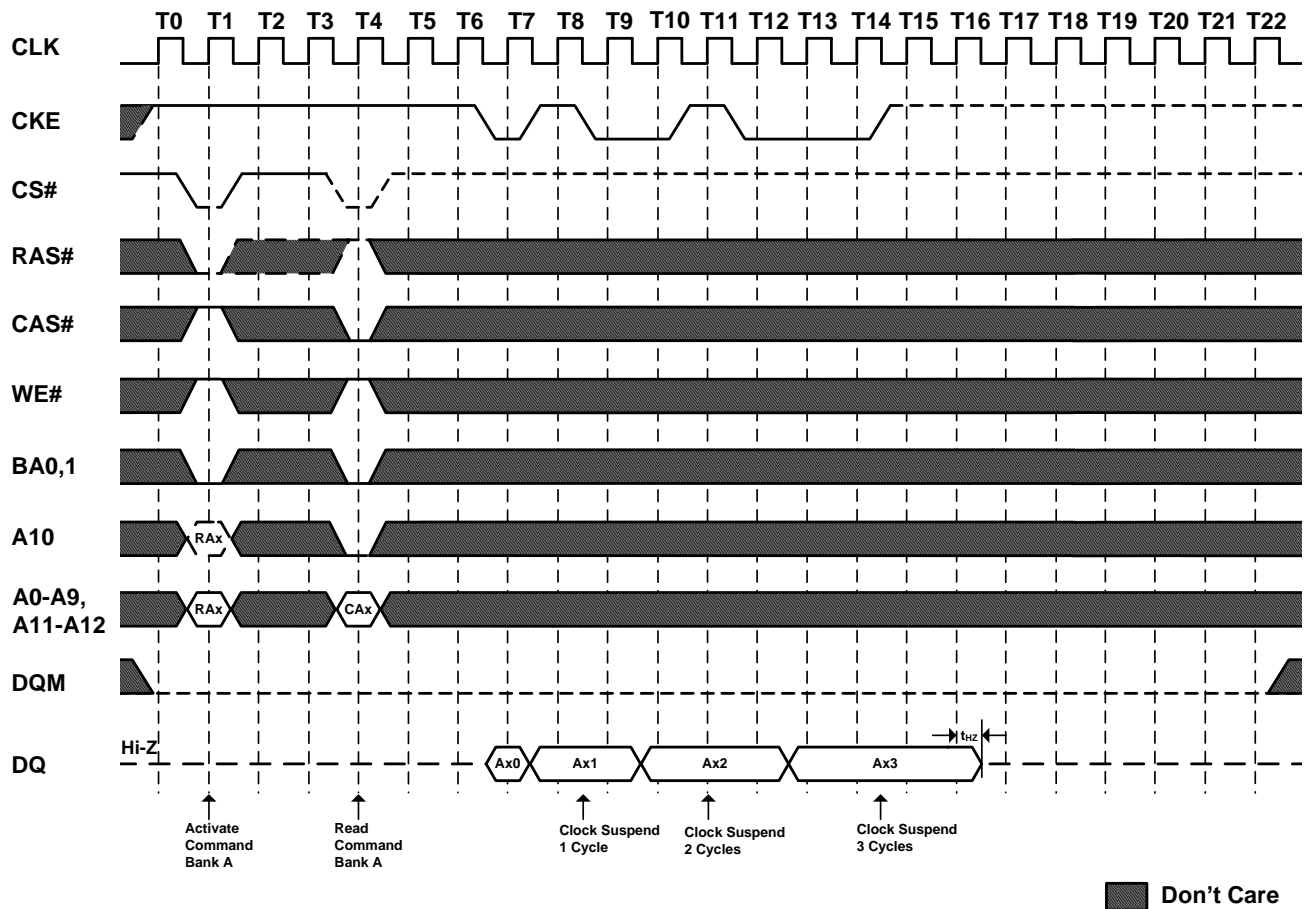 T0 T1 T2 T3 T4 T5 T6 T7 T8 T9 T10 T11 T12 T13 T14 T15 T16 T17 T18 T19 T20 T21 T22
CLK
CKE
CS#
RAS#
CAS#
WE#
BA0,1
A10
RAx
A0-A9,
A11-A12
RAx
CAx
DQM
DQ
Hi-Z
Ax0
Ax1
Ax2
Ax3
tHZ
Activate
Command
Bank A
Read
Command
Bank A
Clock Suspend
1 Cycle
Clock Suspend
2 Cycles
Clock Suspend
3 Cycles
Don't Care